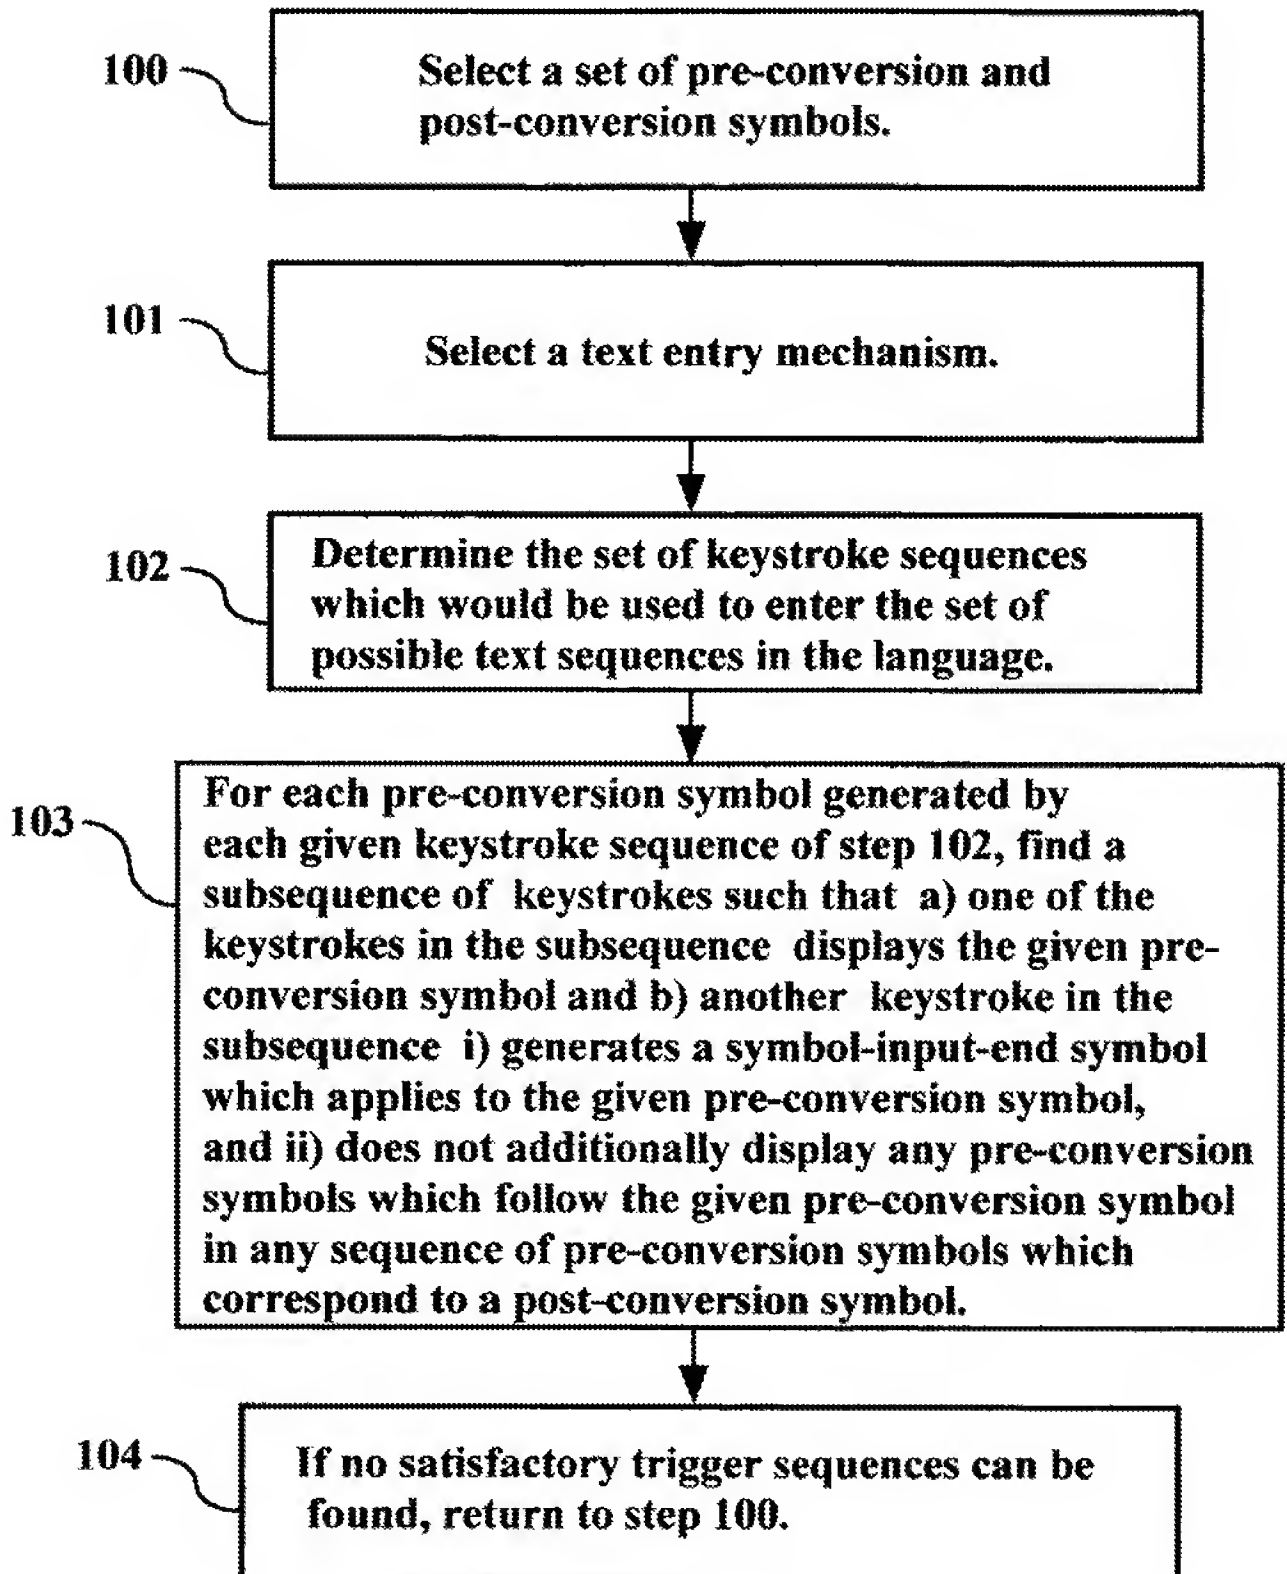 100
Select a set of pre-conversion and
post-conversion symbols.
101
Select a text entry mechanism.
102
Determine the set of keystroke sequences
which would be used to enter the set of
possible text sequences in the language.
103
For each pre-conversion symbol generated by
each given keystroke sequence of step 102, find a
subsequence of keystrokes such that a) one of the
keystrokes in the subsequence displays the given pre-
conversion symbol and b) another keystroke in the
subsequence i) generates a symbol-input-end symbol
which applies to the given pre-conversion symbol,
and ii) does not additionally display any pre-conversion
symbols which follow the given pre-conversion symbol
in any sequence of pre-conversion symbols which
correspond to a post-conversion symbol.
104
If no satisfactory trigger sequences can be
found, return to step 100.